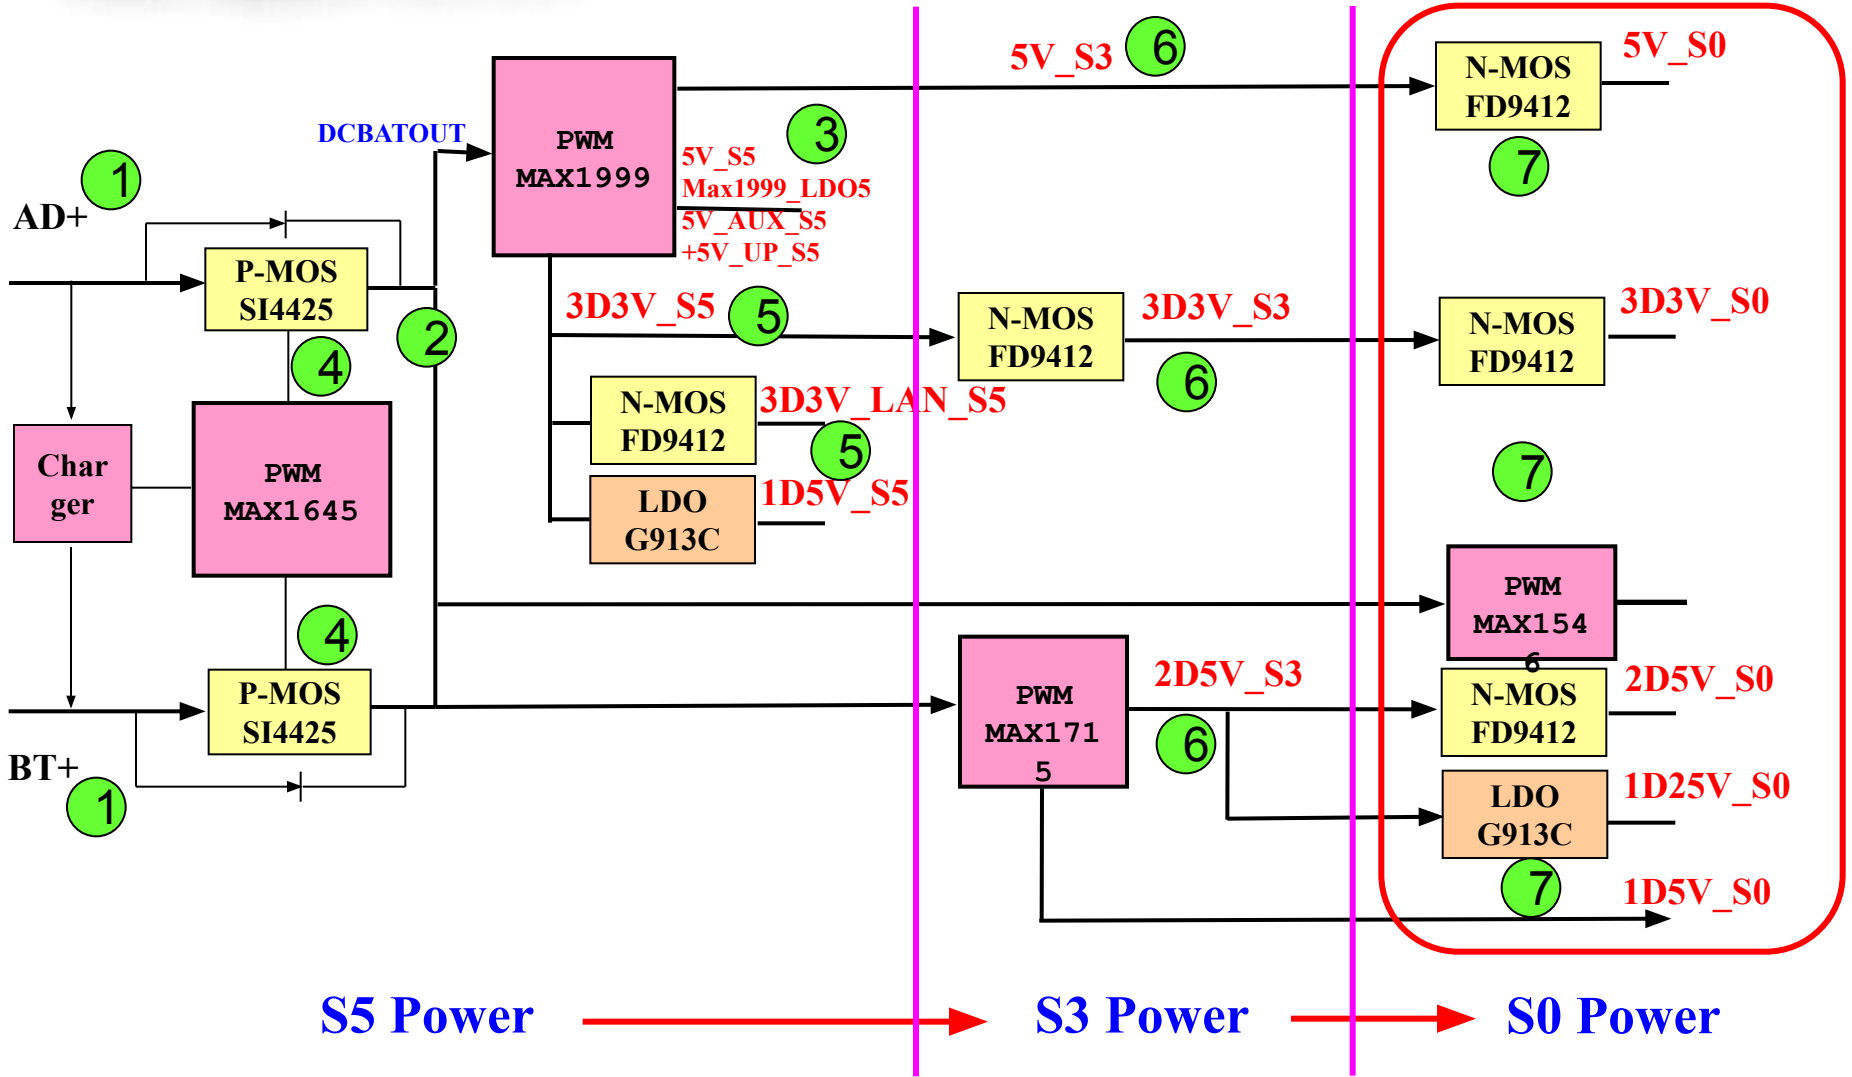 5V_S3
6
5V_S0
N-MOS
FD9412
DCBATOUT
PWM
MAX1999
3
5V_S5
Max1999_LDO5
5V_AUX_S5
+5V_UP_S5
7
1
AD+
P-MOS
SI4425
2
3D3V_S5
5
N-MOS
FD9412
3D3V_S3
6
N-MOS
FD9412
3D3V_S0
4
N-MOS
FD9412
3D3V_LAN_S5
5
Char
ger
PWM
MAX1645
LDO
G913C
1D5V_S5
7
PWM
MAX154
6
4
P-MOS
SI4425
PWM
MAX171
5
2D5V_S3
6
N-MOS
FD9412
2D5V_S0
BT+
1
LDO
G913C
1D25V_S0
7
1D5V_S0
S5 Power
S3 Power
S0 Power